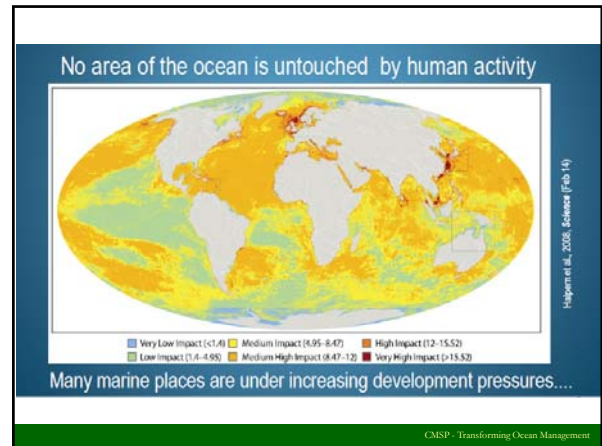 No area of the ocean is untouched by human activity
Halpern et al., 2008, Science (Feb 14)
Very Low Impact (<1.4)
Medium Impact (4.95–8.47)
High Impact (12–15.52)
Low Impact (1.4–4.95)
Medium High Impact (8.47–12)
Very High Impact (>15.52)
Many marine places are under increasing development pressures....
CMSP - Transforming Ocean Management